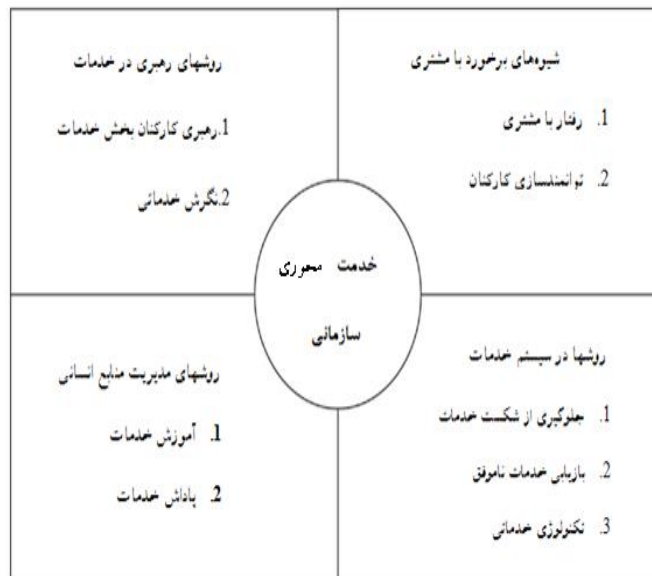 شیوه‌های برخورد با مشتری
1. رفتار با مشتری
2. توانمندسازی کارکنان
روشهای رهبری در خدمات
1.رهبری کارکنان بخش خدمات
2.نگرش خدماتی
خدمت محوری
سازمانی
روشها در سیستم خدمات
1. جلوگیری از شکست خدمات
2. بازیابی خدمات ناموفق
3. تکنولوژی خدماتی
روشهای مدیریت منابع انسانی
1. آموزش خدمات
2. پاداش خدمات